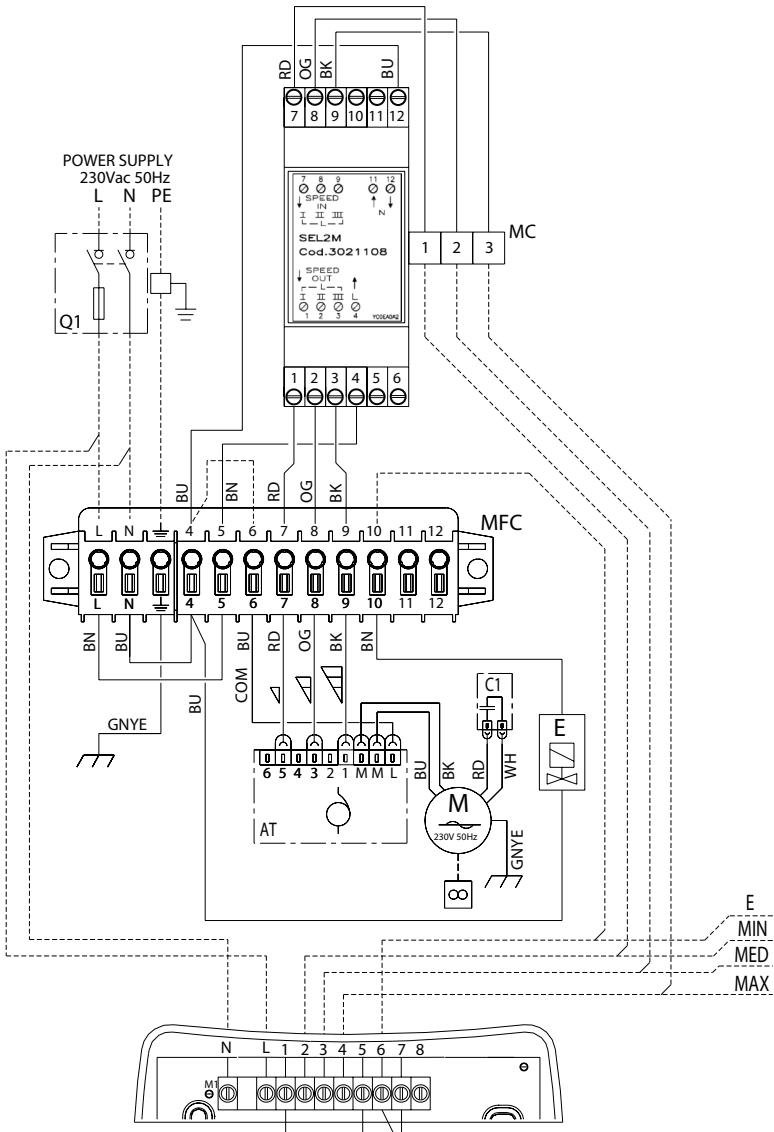 RD OG BK BU
7 8 9 10 11 12
POWER SUPPLY
230Vac 50Hz
L N PE
7 8 9 11 12
SPEED
IN
N
I II III
L
SEL2M
Cod.3021108
SPEED
OUT
L
I II III L
1 2 3 4
1 2 3 MC
Q1
1 2 3 4 5 6
BU BN RD OG BK
L N 4 5 6 7 8 9 10 11 12
MFC
L N 4 5 6 7 8 9 10 11 12
BN BU BU COM BU RD OG BK BN
GNYE
C1
E
6 5 4 3 2 1 M M L
AT
BU BK RD WH
M
230V 50Hz
GNYE
8
E
MIN
MED
MAX
N L 1 2 3 4 5 6 7 8
M1